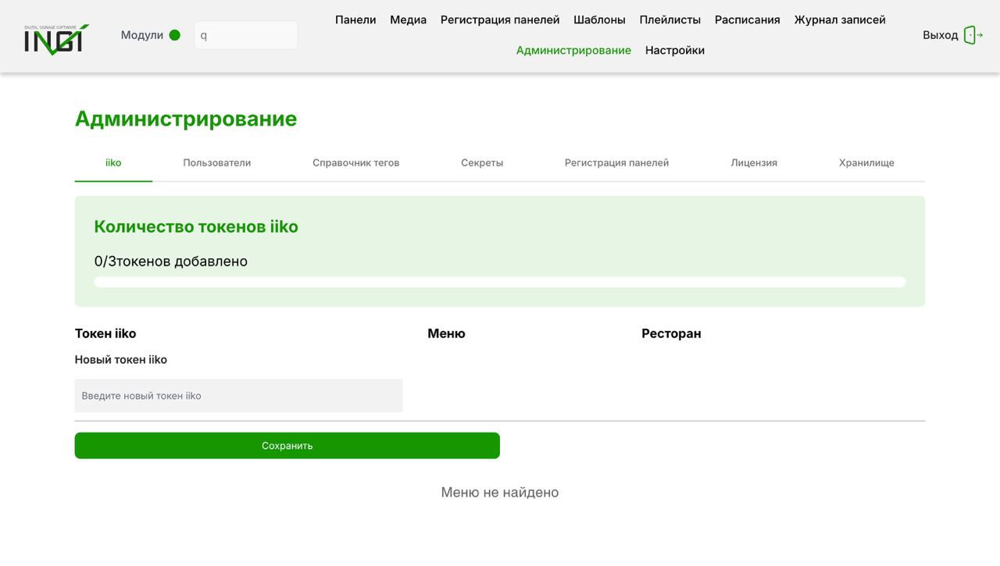 DIGITAL SIGNAGE SOFTWARE
INGI
Модули
q
Панели Медиа Регистрация панелей Шаблоны Плейлисты Расписания Журнал записей
Администрирование Настройки
Выход
Администрирование
iiko Пользователи Справочник тегов Секреты Регистрация панелей Лицензия Хранилище
Количество токенов iiko
0/3токенов добавлено
Токен iiko Меню Ресторан
Новый токен iiko
Введите новый токен iiko
Сохранить
Меню не найдено